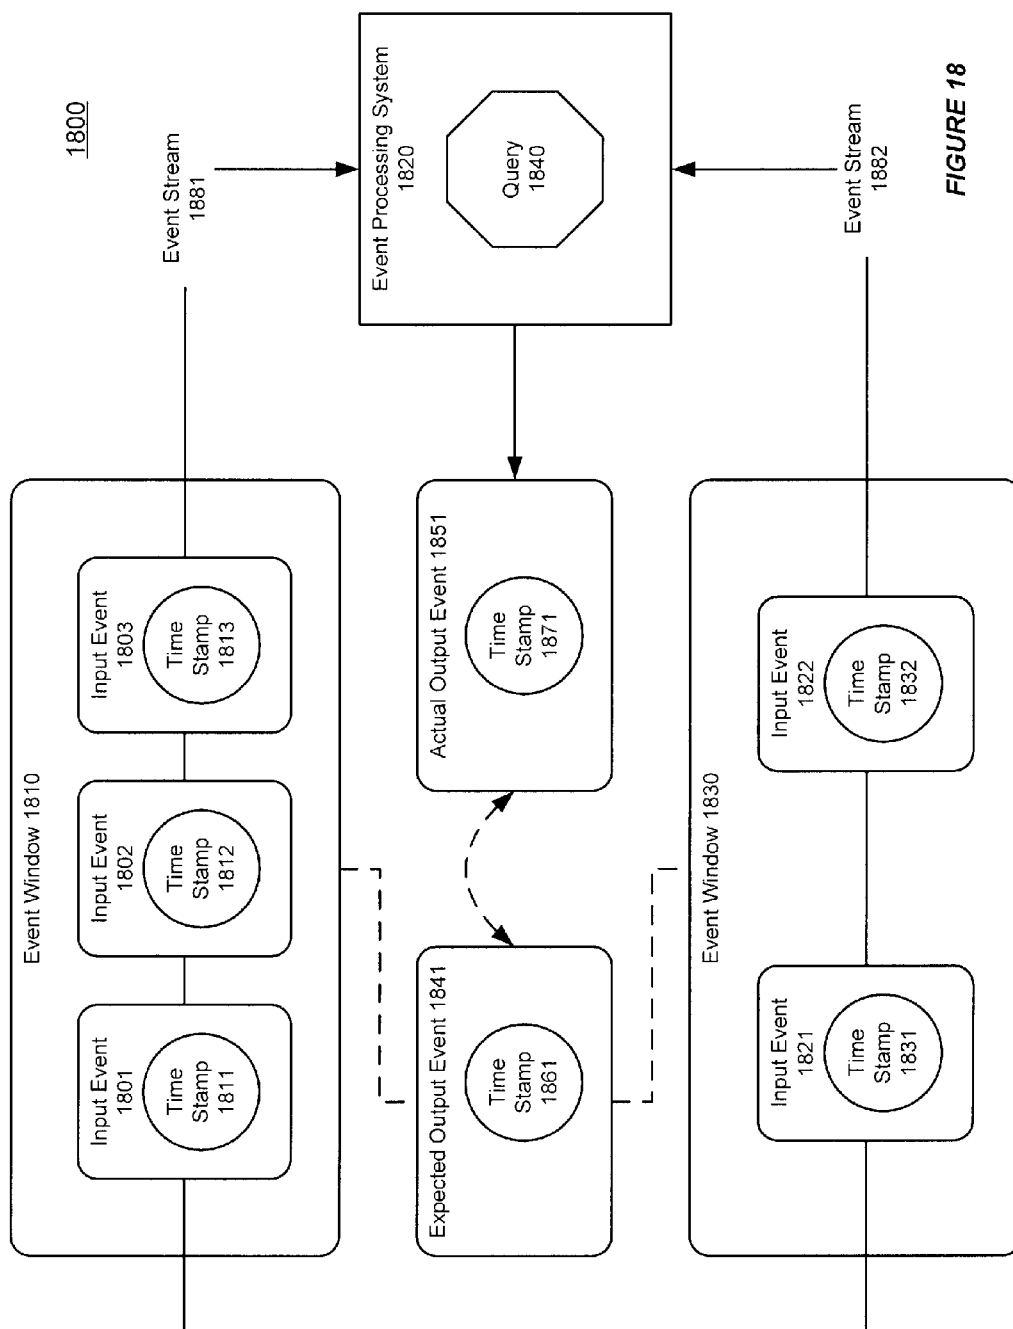 1800
Event Window 1810
Input Event
1801
Time
Stamp
1811
Input Event
1802
Time
Stamp
1812
Input Event
1803
Time
Stamp
1813
Event Stream
1881
Expected Output Event 1841
Time
Stamp
1861
Actual Output Event 1851
Time
Stamp
1871
Event Processing System
1820
Query
1840
Event Window 1830
Input Event
1821
Time
Stamp
1831
Input Event
1822
Time
Stamp
1832
Event Stream
1882
FIGURE 18